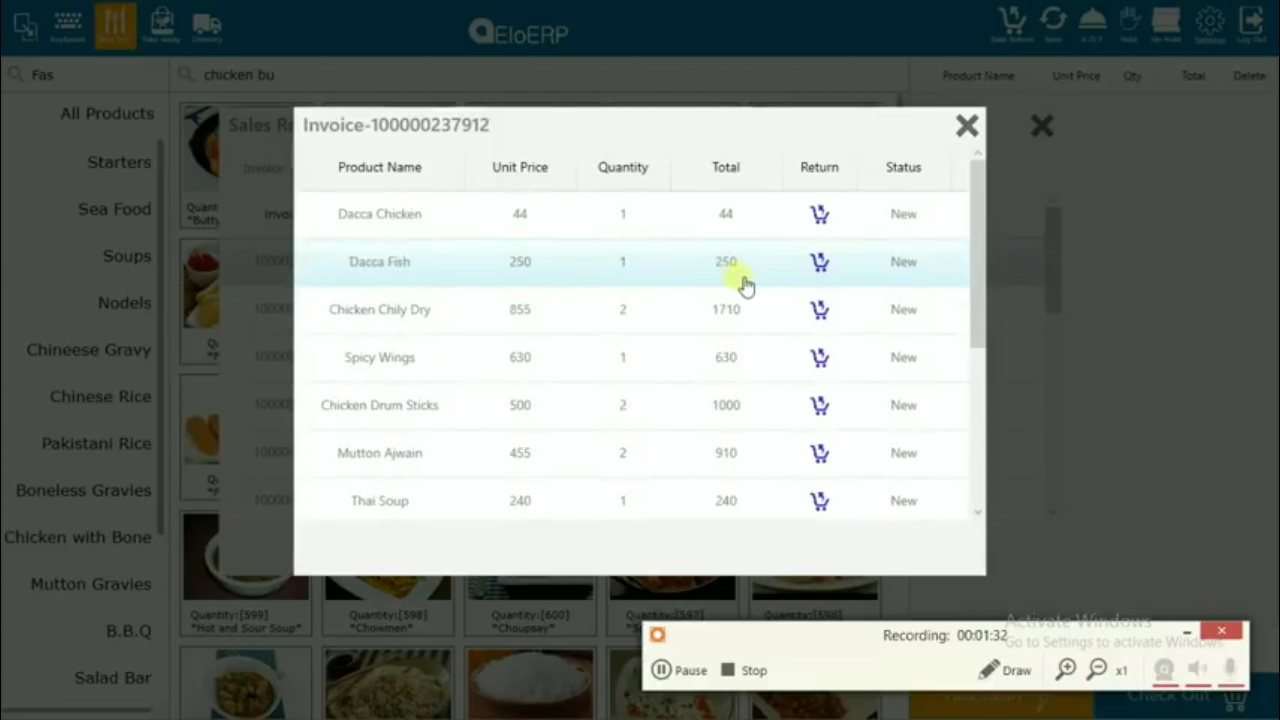 EloERP
Fas
chicken bu
Product Name Unit Price Qty Total Delete
All Products
Starters
Sea Food
Soups
Nodels
Chineese Gravy
Chinese Rice
Pakistani Rice
Boneless Gravies
Chicken with Bone
Mutton Gravies
B.B.Q
Salad Bar
Invoice-100000237912
Product Name Unit Price Quantity Total Return Status
Dacca Chicken 44 1 44 New
Dacca Fish 250 1 250 New
Chicken Chily Dry 855 2 1710 New
Spicy Wings 630 1 630 New
Chicken Drum Sticks 500 2 1000 New
Mutton Ajwain 455 2 910 New
Thai Soup 240 1 240 New
Quantity:[599]
"Hot and Sour Soup"
Quantity:[598]
"Chowmen"
Quantity:[600]
"Choupsay"
Activate Windows
Go to Settings to activate Windows.
Recording: 00:01:32
Pause Stop Draw x1
Check Out